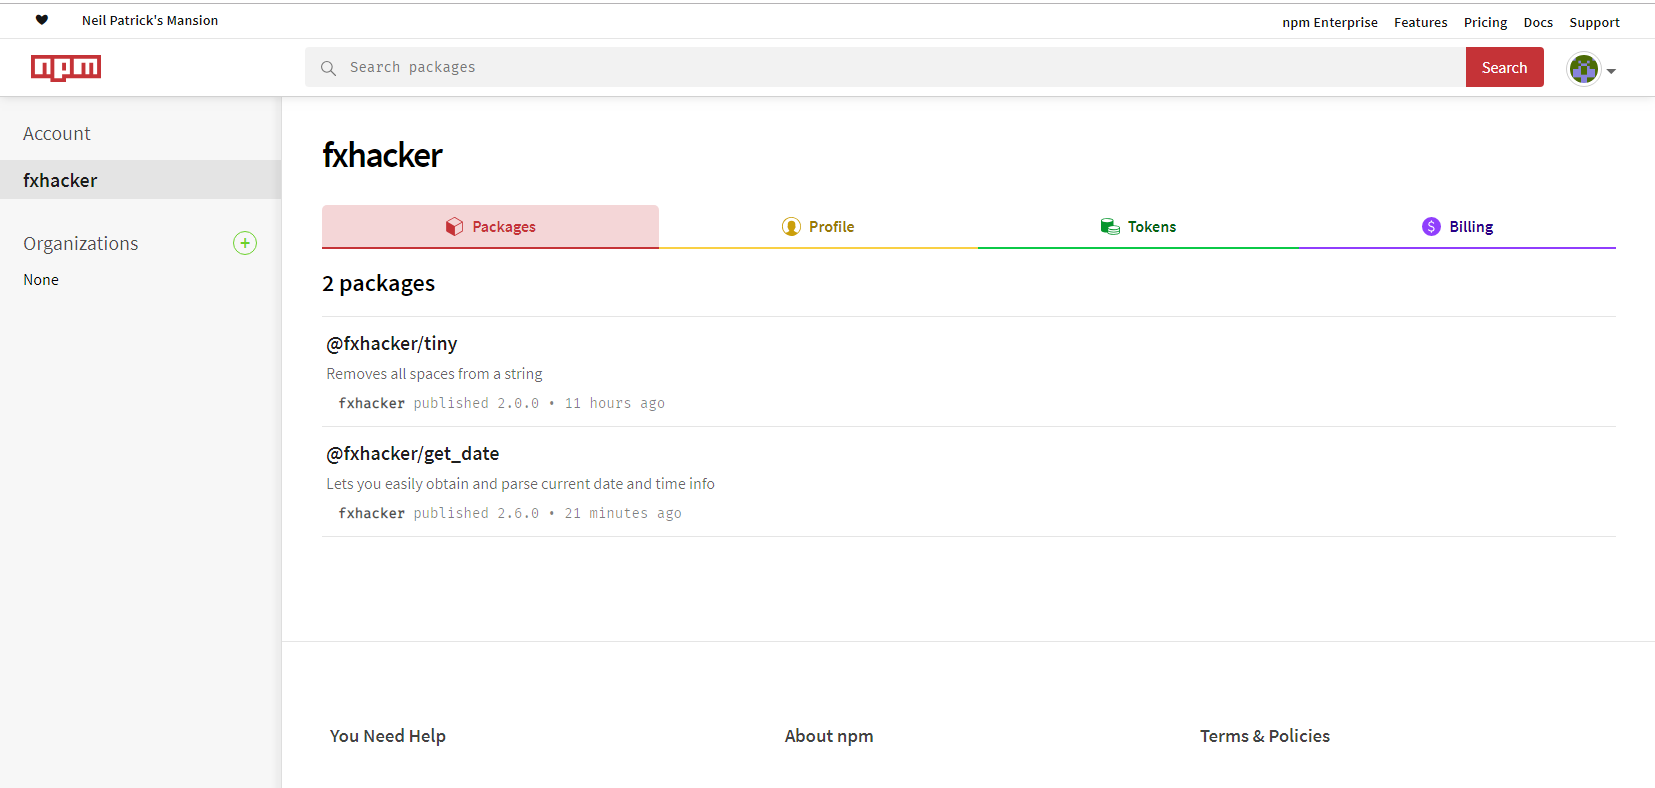 Neil Patrick's Mansion
npm Enterprise Features Pricing Docs Support
npm
Search packages
Search
Account
fxhacker
Organizations
None
fxhacker
Packages Profile Tokens Billing
2 packages
@fxhacker/tiny
Removes all spaces from a string
fxhacker published 2.0.0 • 11 hours ago
@fxhacker/get_date
Lets you easily obtain and parse current date and time info
fxhacker published 2.6.0 • 21 minutes ago
You Need Help About npm Terms & Policies